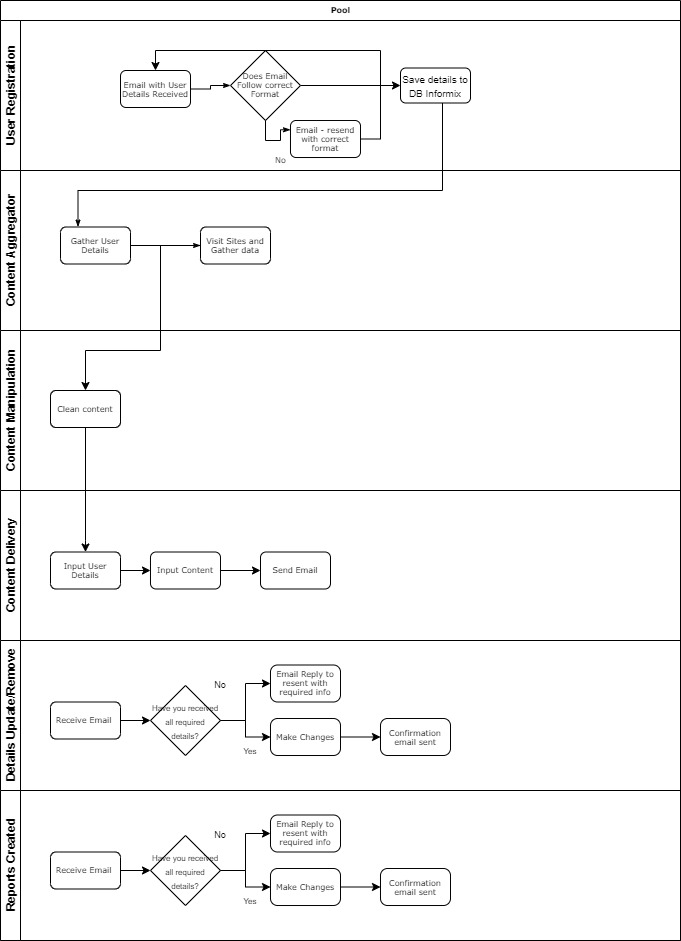 Pool
User Registration
Email with User
Details Received
Does Email
Follow correct
Format
Save details to
DB Informix
Email - resend
with correct
format
No
Content Aggregator
Gather User
Details
Visit Sites and
Gather data
Content Manipulation
Clean content
Content Delivery
Input User
Details
Input Content
Send Email
Details Update/Remove
Receive Email
Have you received
all required
details?
No
Email Reply to
resent with
required info
Yes
Make Changes
Confirmation
email sent
Reports Created
Receive Email
Have you received
all required
details?
No
Email Reply to
resent with
required info
Yes
Make Changes
Confirmation
email sent